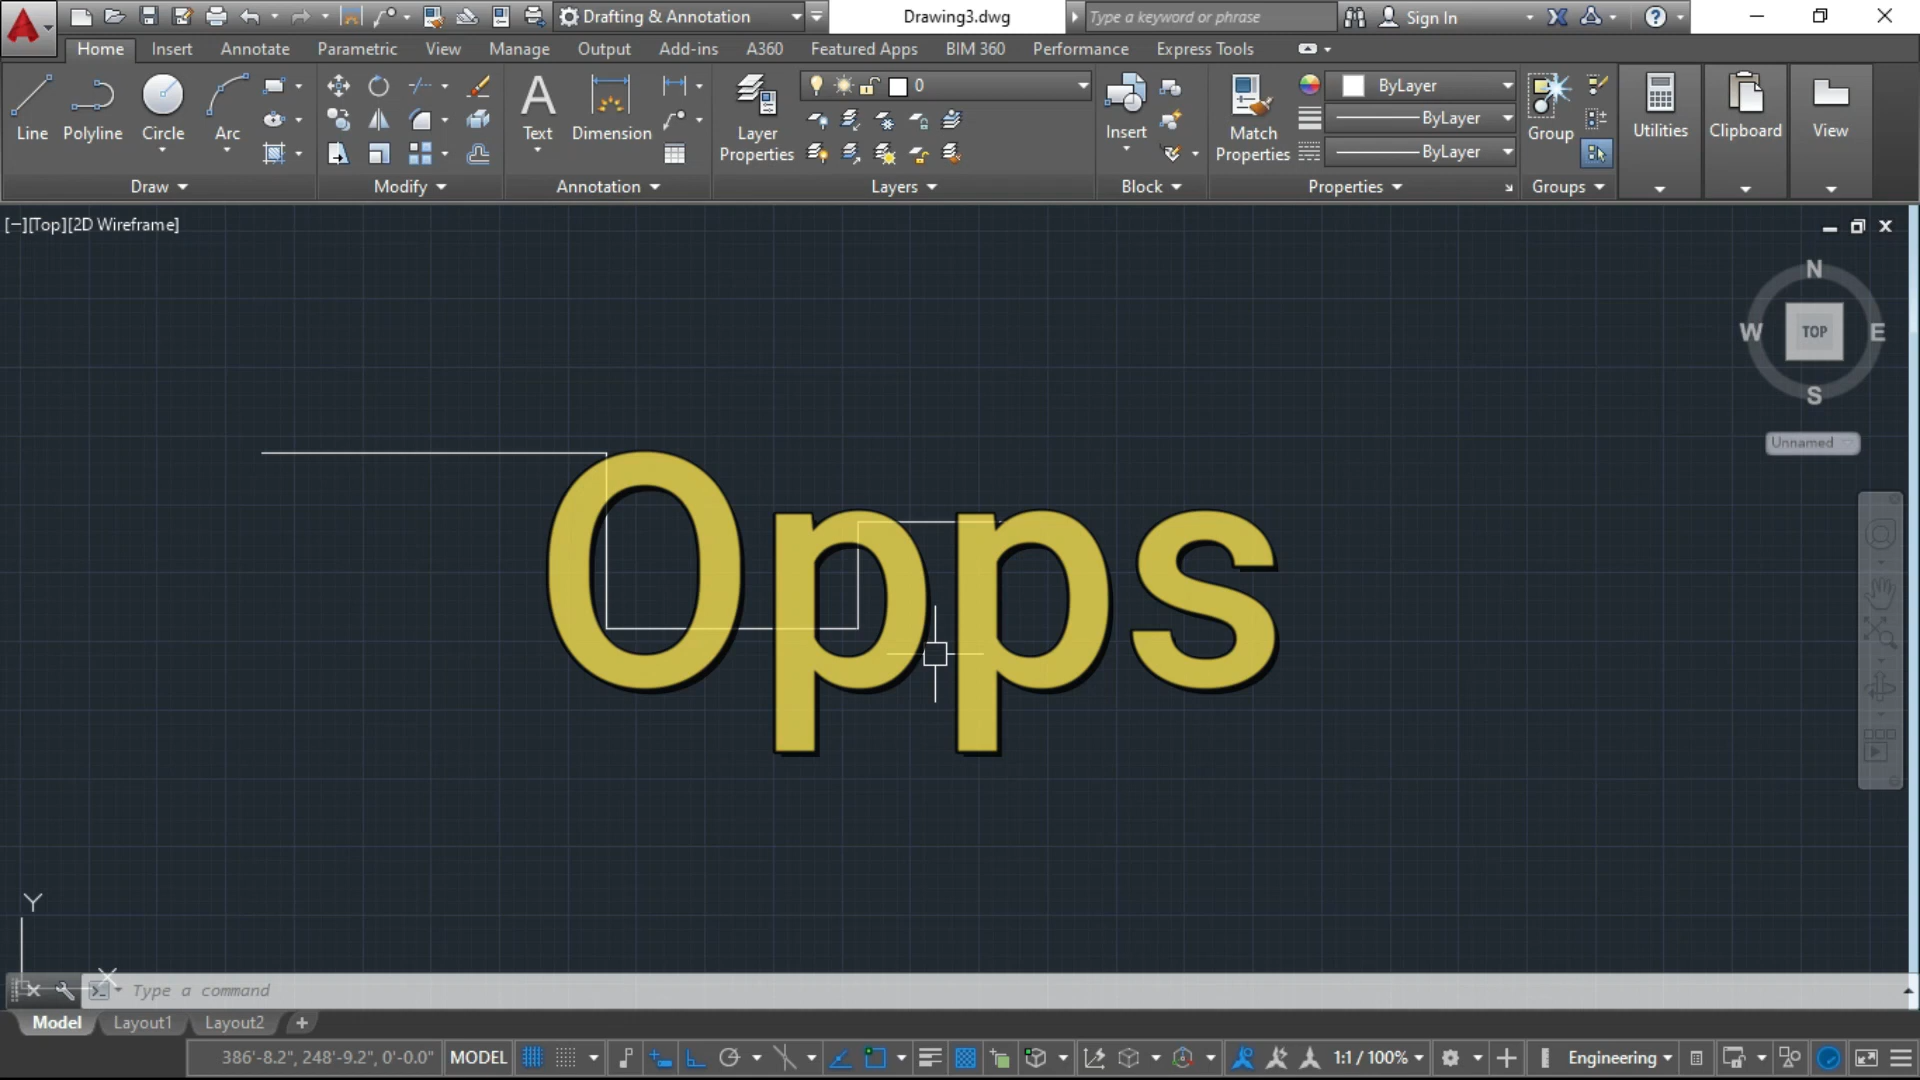 Drafting & Annotation
Drawing3.dwg
Type a keyword or phrase
Sign In
Home
Insert
Annotate
Parametric
View
Manage
Output
Add-ins
A360
Featured Apps
BIM 360
Performance
Express Tools
Line
Polyline
Circle
Arc
Text
Dimension
Layer
Properties
0
Insert
Match
Properties
ByLayer
ByLayer
ByLayer
Group
Utilities
Clipboard
View
Draw
Modify
Annotation
Layers
Block
Properties
Groups
[−][Top][2D Wireframe]
N
W
TOP
E
S
Unnamed
Opps
Y
X
Type a command
Model
Layout1
Layout2
386'-8.2", 248'-9.2", 0'-0.0"
MODEL
1:1 / 100%
Engineering